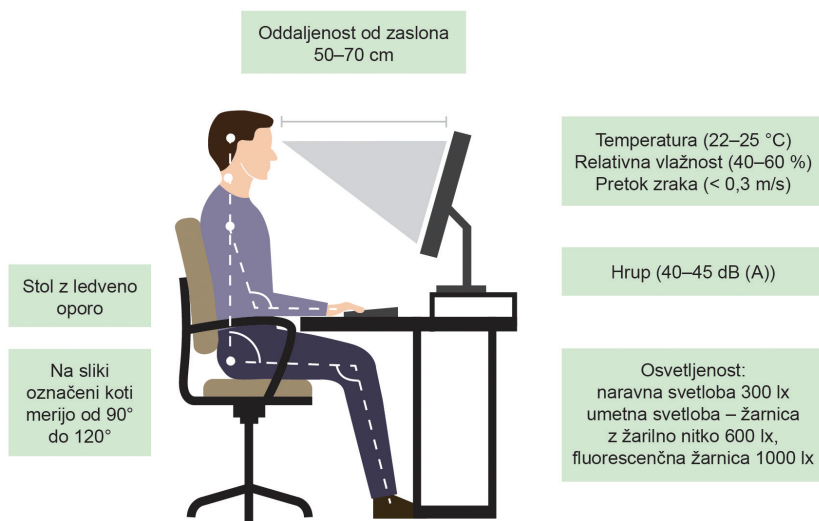 Oddaljenost od zaslona
50–70 cm
Temperatura (22–25 °C)
Relativna vlažnost (40–60 %)
Pretok zraka (< 0,3 m/s)
Hrup (40–45 dB (A))
Stol z ledveno
oporo
Na sliki
označeni koti
merijo od 90°
do 120°
Osvetljenost:
naravna svetloba 300 lx
umetna svetloba – žarnica
z žarilno nitko 600 lx,
fluorescenčna žarnica 1000 lx